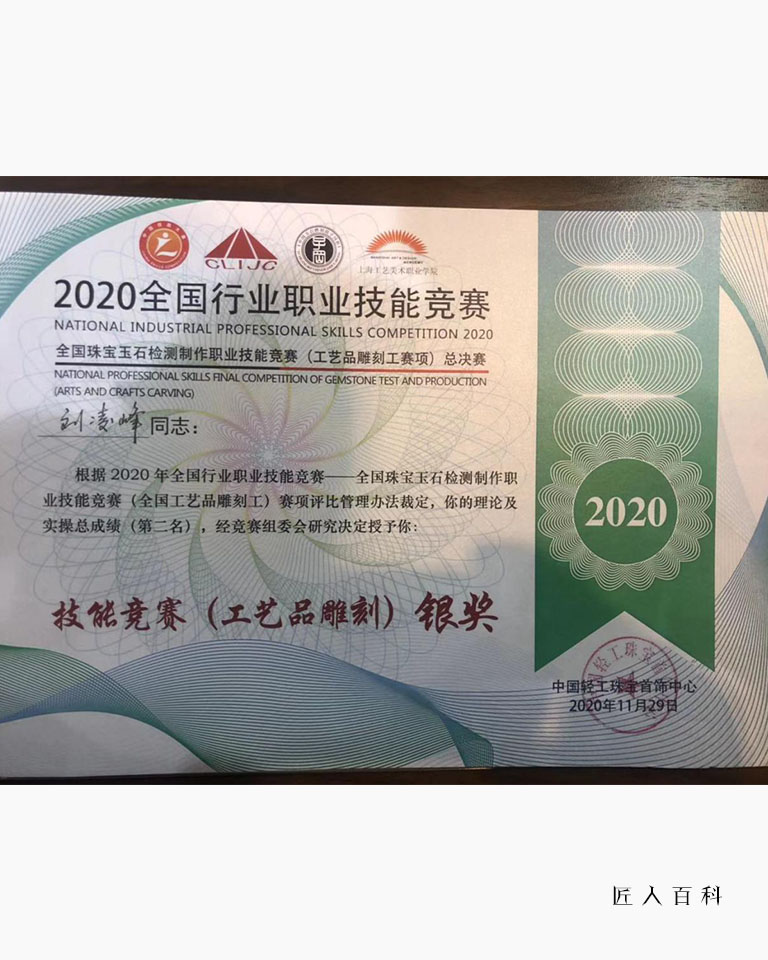 CLIJC
SHANGHAI ART & DESIGN ACADEMY
上海工艺美术职业学院
2020全国行业职业技能竞赛
NATIONAL INDUSTRIAL PROFESSIONAL SKILLS COMPETITION 2020
全国珠宝玉石检测制作职业技能竞赛（工艺品雕刻工赛项）总决赛
NATIONAL PROFESSIONAL SKILLS FINAL COMPETITION OF GEMSTONE TEST AND PRODUCTION
(ARTS AND CRAFTS CARVING)
刘凌峰 同志：
根据 2020 年全国行业职业技能竞赛——全国珠宝玉石检测制作职
业技能竞赛（全国工艺品雕刻工）赛项评比管理办法裁定，你的理论及
实操总成绩（第二名），经竞赛组委会研究决定授予你：
技能竞赛（工艺品雕刻）银奖
2020
中国轻工珠宝首饰中心
2020年11月29日
匠人百科